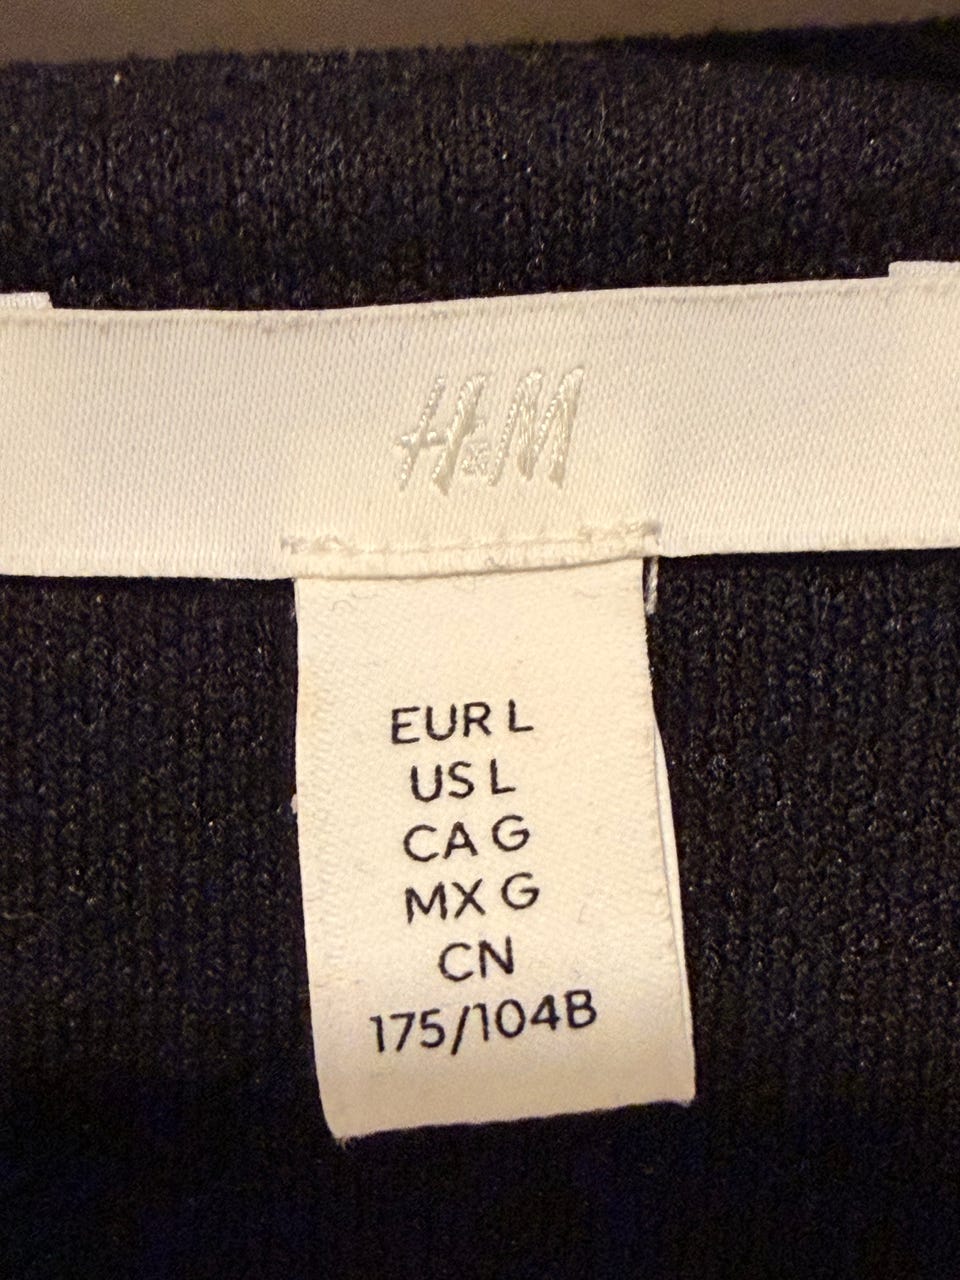 H&M
EUR L
US L
CA G
MX G
CN
175/104B